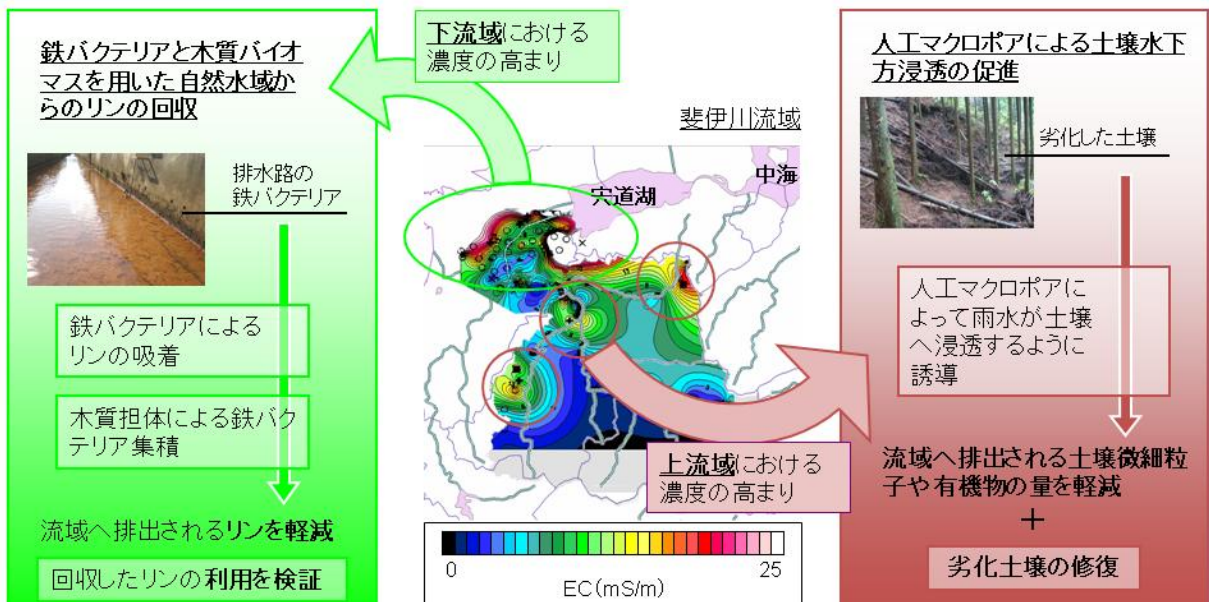 鉄バクテリアと木質バイオ
マスを用いた自然水域か
らのリンの回収
排水路の
鉄バクテリア
鉄バクテリアによる
リンの吸着
木質担体による鉄バク
テリア集積
流域へ排出されるリンを軽減
回収したリンの利用を検証
下流域における
濃度の高まり
斐伊川流域
中海
宍道湖
上流域における
濃度の高まり
0
25
EC(mS/m)
人工マクロポアによる土壌水下
方浸透の促進
劣化した土壌
人工マクロポアに
よって雨水が土壌
へ浸透するように
誘導
流域へ排出される土壌微細粒
子や有機物の量を軽減
+
劣化土壌の修復